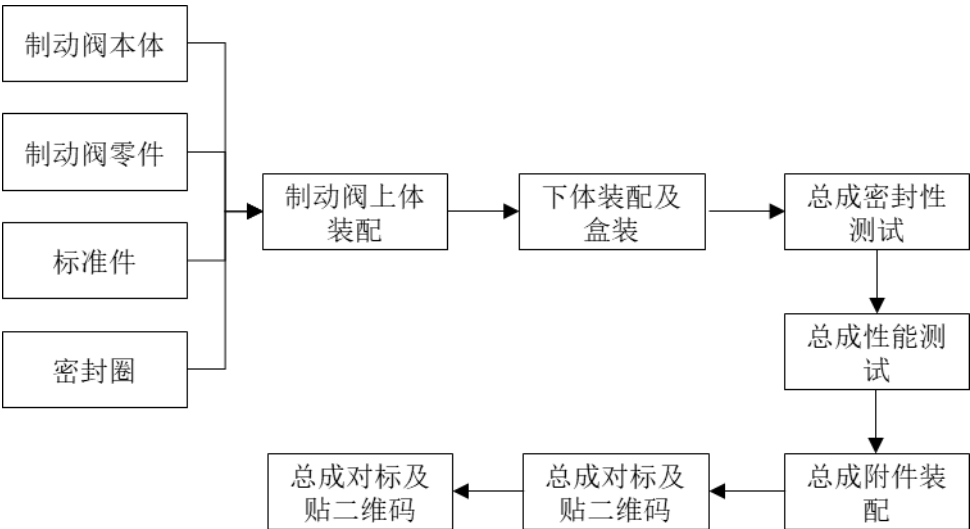 制动阀本体
制动阀零件
标准件
密封圈
制动阀上体
装配
下体装配及
盒装
总成密封性
测试
总成性能测
试
总成附件装
配
总成对标及
贴二维码
总成对标及
贴二维码